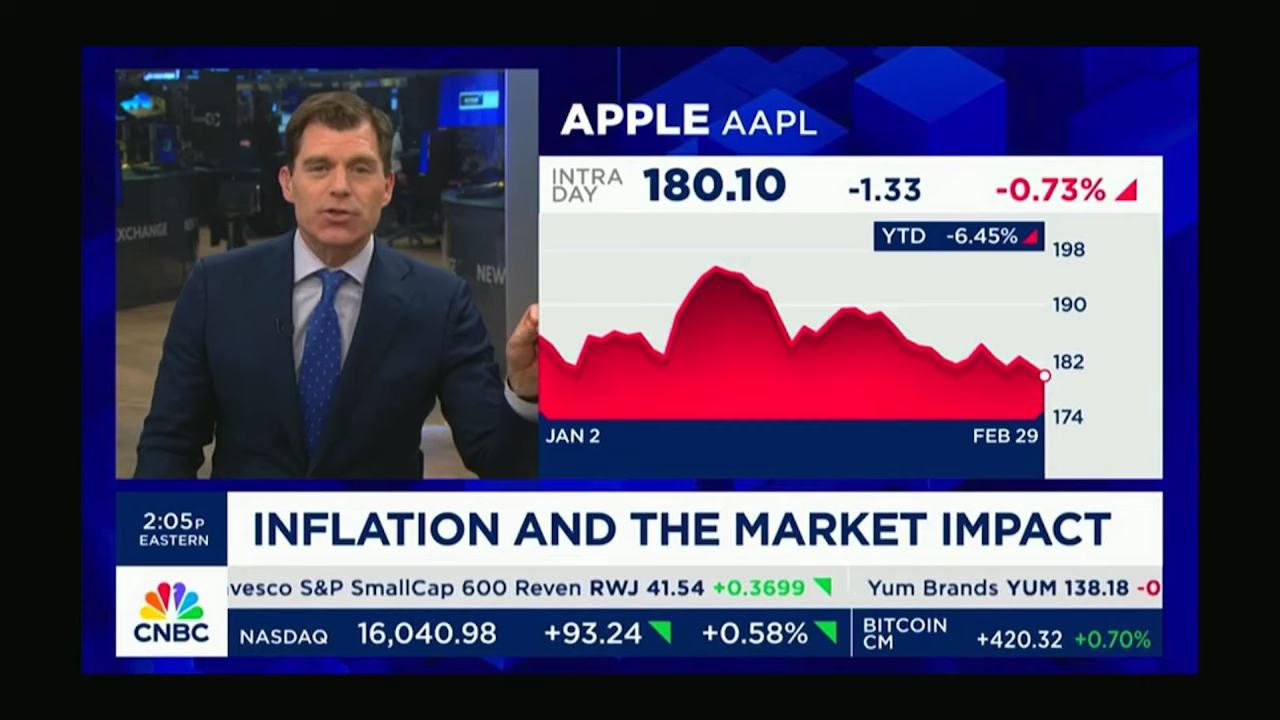 APPLE AAPL
INTRA DAY 180.10 -1.33 -0.73%
YTD -6.45%
198
190
182
174
JAN 2 FEB 29
EXCHANGE
NEW
2:05P EASTERN
INFLATION AND THE MARKET IMPACT
vesco S&P SmallCap 600 Reven RWJ 41.54 +0.3699 Yum Brands YUM 138.18 -0
CNBC
NASDAQ 16,040.98 +93.24 +0.58% BITCOIN CM +420.32 +0.70%